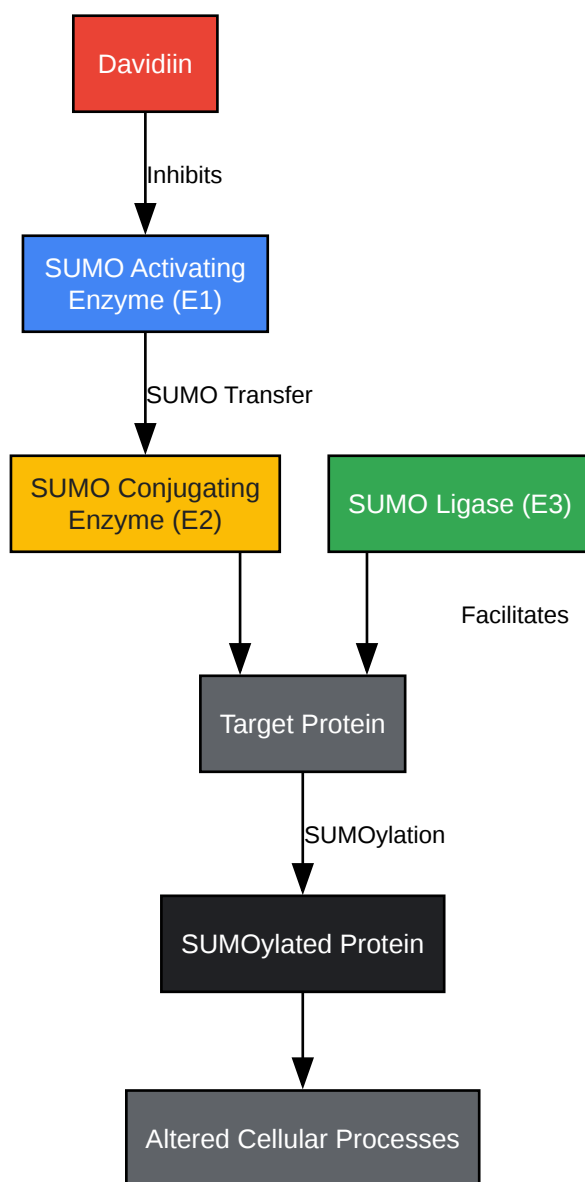 Davidiin
Inhibits
SUMO Activating
Enzyme (E1)
SUMO Transfer
SUMO Conjugating
Enzyme (E2)
SUMO Ligase (E3)
Facilitates
Target Protein
SUMOylation
SUMOylated Protein
Altered Cellular Processes